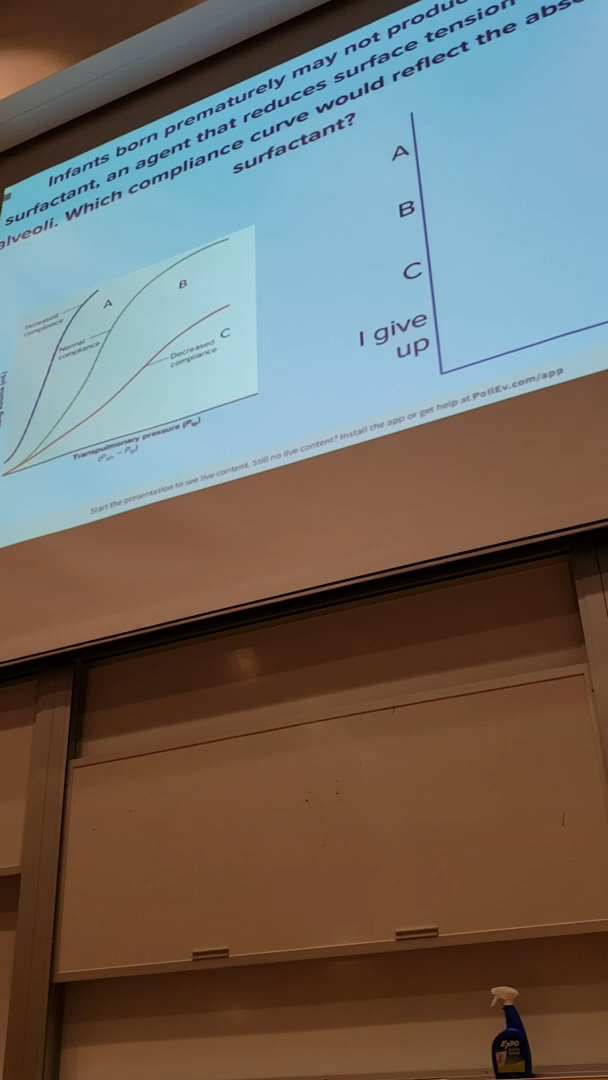 Infants born prematurely may not
surfactant, an agent that reduces surface tension
alveoli. Which compliance curve would reflect the
surfactant?
A
B
C
I give
up
Increased
compliance
A
B
Normal
compliance
Decreased
compliance
C
Transpulmonary pressure
Start the presentation to see live content. Still no live content? Install the app or get help at PollEv.com/app
EXPO